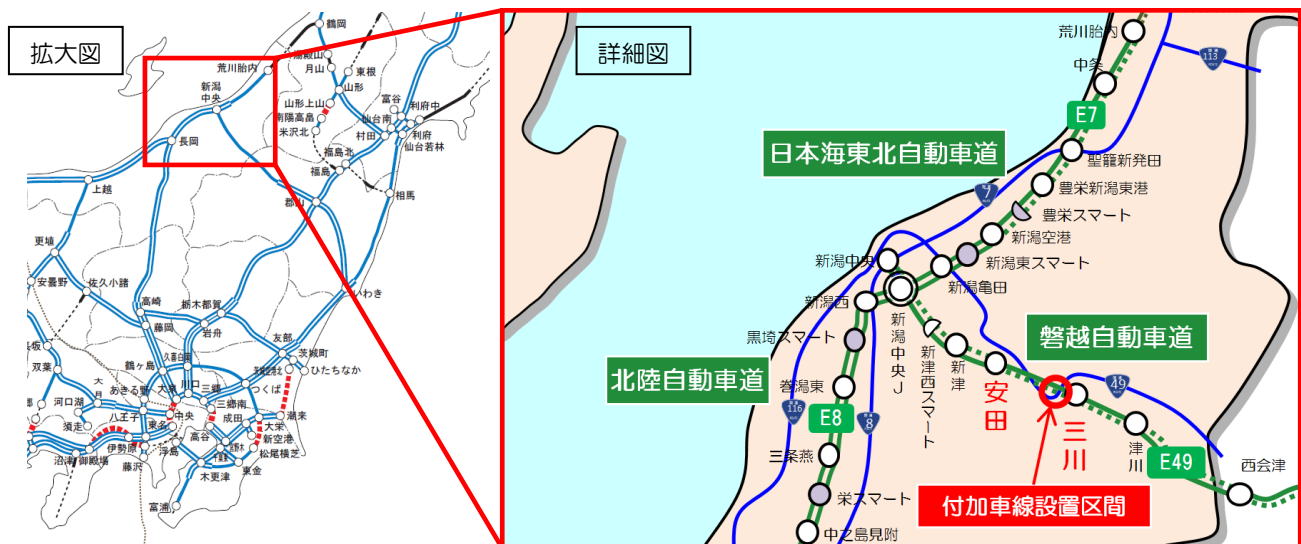 拡大図
鶴岡
湯殿山
月山
東根
荒川胎内
山形
新潟
中央
山形上山
富谷
利府中
南陽高畠
仙台南
米沢北
村田
利府
仙台若林
長岡
福島北
福島
上越
郡山
相馬
更埴
安曇野
佐久小諸
いわき
高崎
栃木都賀
藤岡
岩舟
友部
茨城町
双葉
鶴ヶ島
ひたちなか
大月
あきる野
大泉
川口
三郷
つくば
河口湖
八王子
中央
三郷南
成田
潮来
須走
東名
高谷
大栄
伊勢原
新空港
沼津
御殿場
浮島
松尾横芝
藤沢
木更津
東金
富浦
詳細図
荒川胎内
国道
113
中条
E7
日本海東北自動車道
聖籠新発田
7
豊栄新潟東港
豊栄スマート
新潟空港
新潟中央
新潟東スマート
新潟亀田
新潟西
新潟中央J
磐越自動車道
黒埼スマート
新津西スマート
新津
北陸自動車道
安田
49
巻潟東
116
E8
8
三川
津川
三条燕
E49
西会津
栄スマート
付加車線設置区間
中之島見附